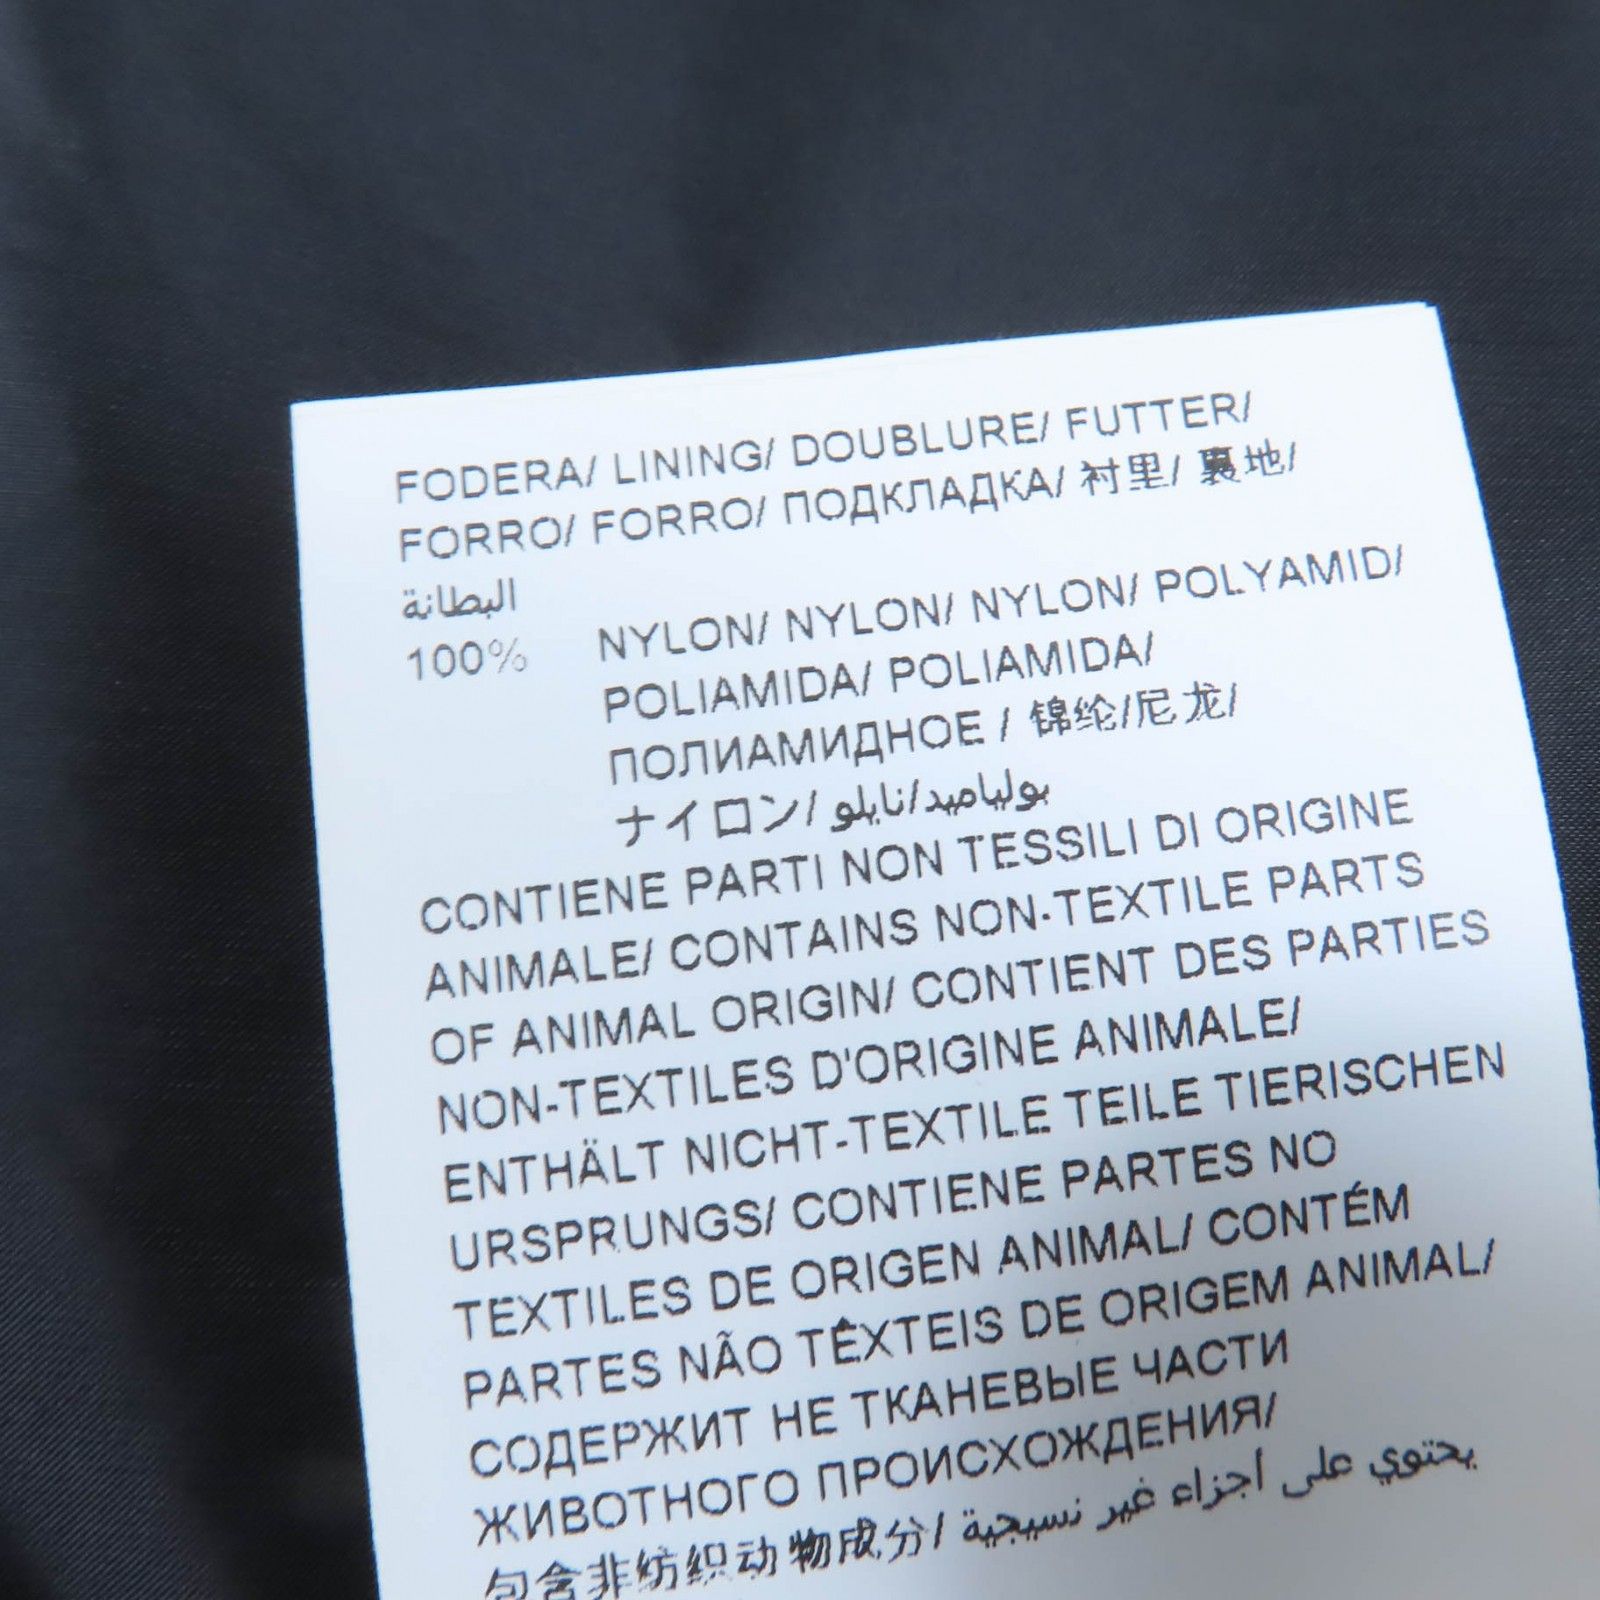 FODERA/ LINING/ DOUBLURE/ FUTTER/
FORRO/ FORRO/ ПОДКЛАДКА/ 衬里/ 裏地/
البطانة
100% NYLON/ NYLON/ NYLON/ POLYAMID/
POLIAMIDA/ POLIAMIDA/
ПОЛИАМИДНОЕ / 锦纶/尼龙/
ナイロン/ بولياميد/نايلو
CONTIENE PARTI NON TESSILI DI ORIGINE
ANIMALE/ CONTAINS NON-TEXTILE PARTS
OF ANIMAL ORIGIN/ CONTIENT DES PARTIES
NON-TEXTILES D'ORIGINE ANIMALE/
ENTHÄLT NICHT-TEXTILE TEILE TIERISCHEN
URSPRUNGS/ CONTIENE PARTES NO
TEXTILES DE ORIGEN ANIMAL/ CONTÉM
PARTES NÃO TÊXTEIS DE ORIGEM ANIMAL/
СОДЕРЖИТ НЕ ТКАНЕВЫЕ ЧАСТИ
ЖИВОТНОГО ПРОИСХОЖДЕНИЯ/
包含非纺织动物成分/ يحتوي على أجزاء غير نسيجية